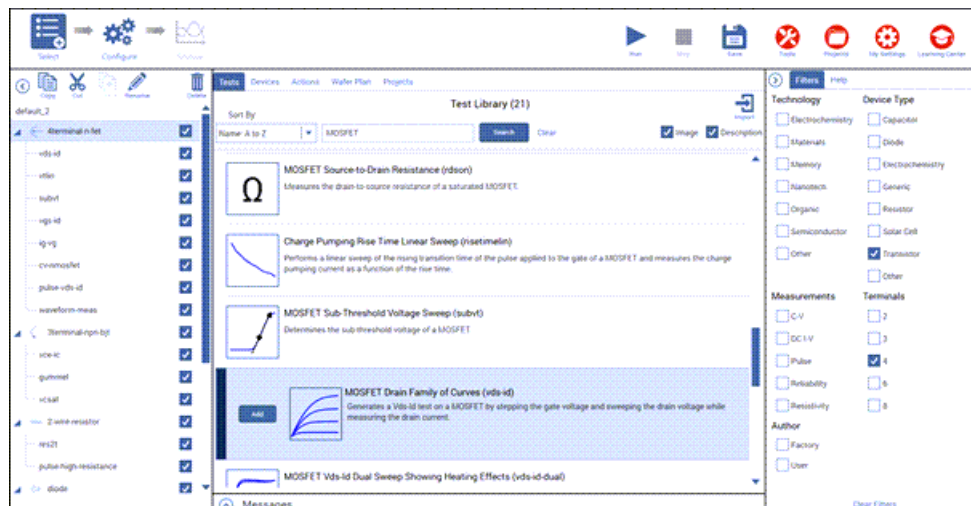 Select
Configure
Run
Stop
Save
Tools
Projects
My Settings
Learning Center
Copy
Cut
Rename
Delete
default_2
4terminal-n-fet
vds-id
vtlin
subvt
vgs-id
ig-vg
cv-nmosfet
pulse-vds-id
waveform-meas
3terminal-npn-bjt
vce-ic
gummel
vcsat
2-wire-resistor
res2t
pulse-high-resistance
diode
Tests Devices Actions Wafer Plan Projects
Test Library (21)
Sort By
Name: A to Z
MOSFET
Search
Clear
Image
Description
Import
MOSFET Source-to-Drain Resistance (rdson)
Measures the drain-to-source resistance of a saturated MOSFET.
Ω
Charge Pumping Rise Time Linear Sweep (risetimelin)
Performs a linear sweep of the rising transition time of the pulse applied to the gate of a MOSFET and measures the charge
pumping current as a function of the rise time.
MOSFET Sub-Threshold Voltage Sweep (subvt)
Determines the sub-threshold voltage of a MOSFET
Add
MOSFET Drain Family of Curves (vds-id)
Generates a Vds-Id test on a MOSFET by stepping the gate voltage and sweeping the drain voltage while
measuring the drain current.
MOSFET Vds-Id Dual Sweep Showing Heating Effects (vds-id-dual)
Messages
Filters Help
Technology
Electrochemistry
Materials
Memory
Nanotech
Organic
Semiconductor
Other
Device Type
Capacitor
Diode
Electrochemistry
Generic
Resistor
Solar Cell
Transistor
Other
Measurements
C-V
DC I-V
Pulse
Reliability
Resistivity
Terminals
2
3
4
6
8
Author
Factory
User
Clear Filters